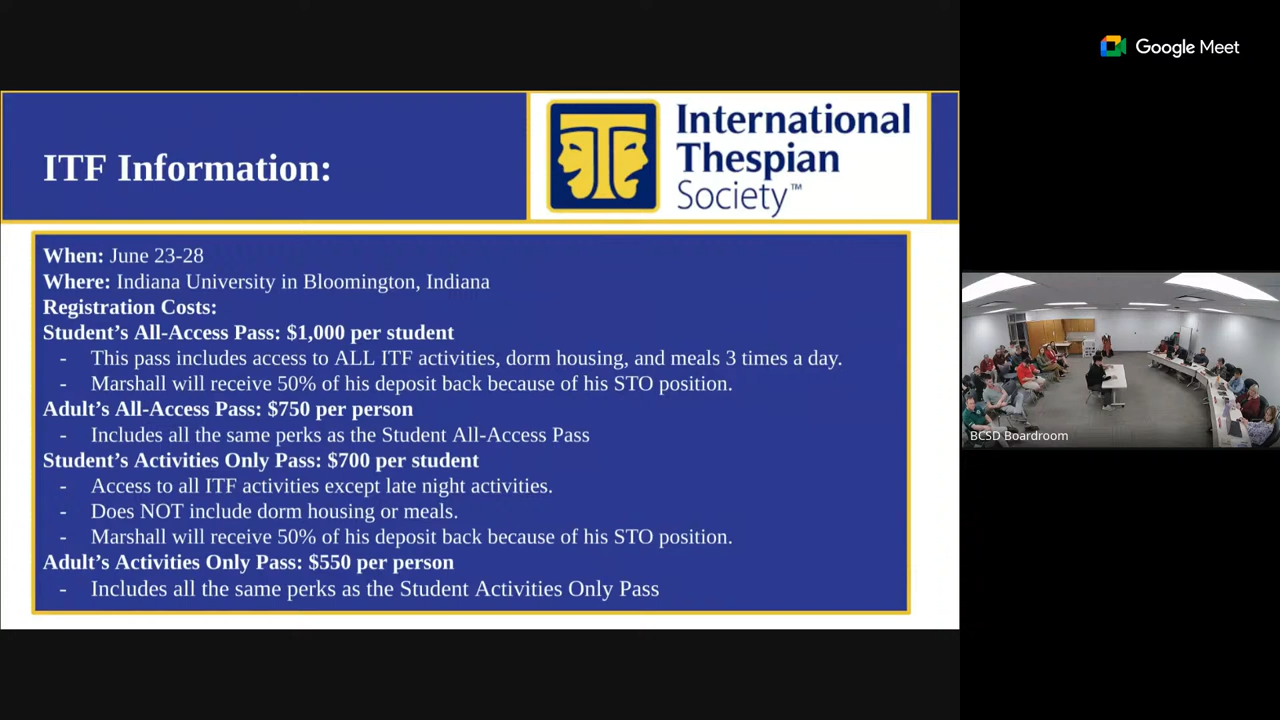 ITF Information:
International
Thespian
Society™
When: June 23-28
Where: Indiana University in Bloomington, Indiana
Registration Costs:
Student’s All-Access Pass: $1,000 per student
- This pass includes access to ALL ITF activities, dorm housing, and meals 3 times a day.
- Marshall will receive 50% of his deposit back because of his STO position.
Adult’s All-Access Pass: $750 per person
- Includes all the same perks as the Student All-Access Pass
Student’s Activities Only Pass: $700 per student
- Access to all ITF activities except late night activities.
- Does NOT include dorm housing or meals.
- Marshall will receive 50% of his deposit back because of his STO position.
Adult’s Activities Only Pass: $550 per person
- Includes all the same perks as the Student Activities Only Pass
Google Meet
BCSD Boardroom